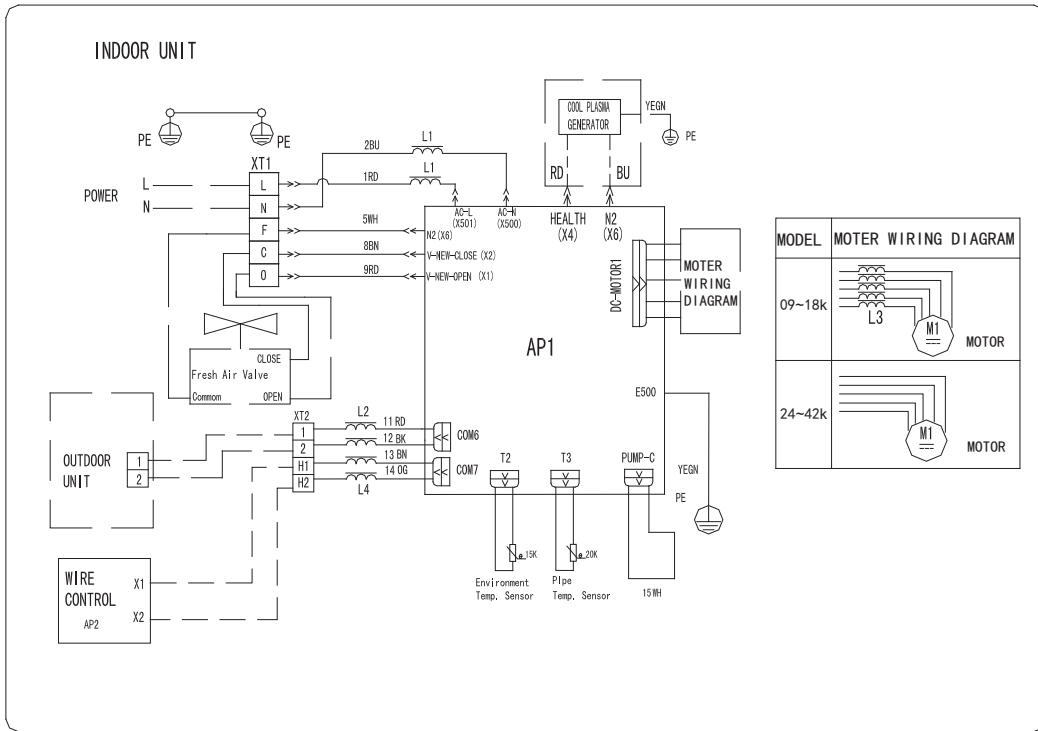 INDOOR UNIT
PE
PE
XT1
POWER
L
N
L
N
F
C
O
2BU
L1
1RD
L1
5WH
8BN
9RD
AC-L
(X501)
AC-N
(X500)
N2(X6)
V-NEW-CLOSE (X2)
V-NEW-OPEN (X1)
COOL PLASMA
GENERATOR
YEGN
PE
RD
BU
HEALTH
(X4)
N2
(X6)
DC-MOTOR1
MOTER
WIRING
DIAGRAM
AP1
E500
YEGN
PE
CLOSE
Fresh Air Valve
Commom
OPEN
OUTDOOR
UNIT
1
2
XT2
1
2
H1
H2
L2
11 RD
12 BK
13 BN
14 OG
L4
COM6
COM7
WIRE
CONTROL
AP2
X1
X2
T2
T3
PUMP-C
θ 15K
θ 20K
15WH
Environment
Temp. Sensor
PIpe
Temp. Sensor
MODEL
MOTER WIRING DIAGRAM
09~18k
L3
M1
MOTOR
24~42k
M1
MOTOR